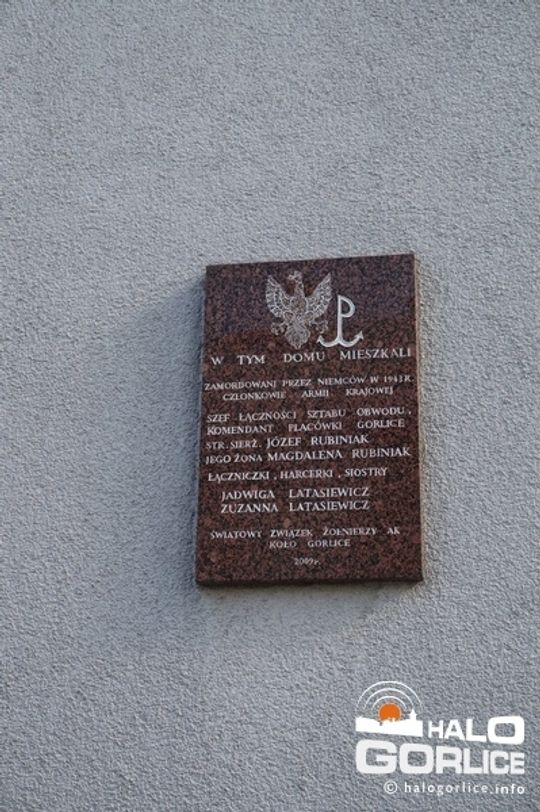 P
W TYM DOMU MIESZKALI
ZAMORDOWANI PRZEZ NIEMCÓW W 1943 R.
CZŁONKOWIE ARMII KRAJOWEJ
SZEF ŁĄCZNOŚCI SZTABU OBWODU,
KOMENDANT PLACÓWKI GORLICE
STR. SIERŻ. JÓZEF RUBINIAK
JEGO ŻONA MAGDALENA RUBINIAK
ŁĄCZNICZKI, HARCERKI, SIOSTRY
JADWIGA LATASIEWICZ
ZUZANNA LATASIEWICZ
ŚWIATOWY ZWIĄZEK ŻOŁNIERZY AK
KOŁO GORLICE
2009 r.
HALO
GORLICE
© halogorlice.info